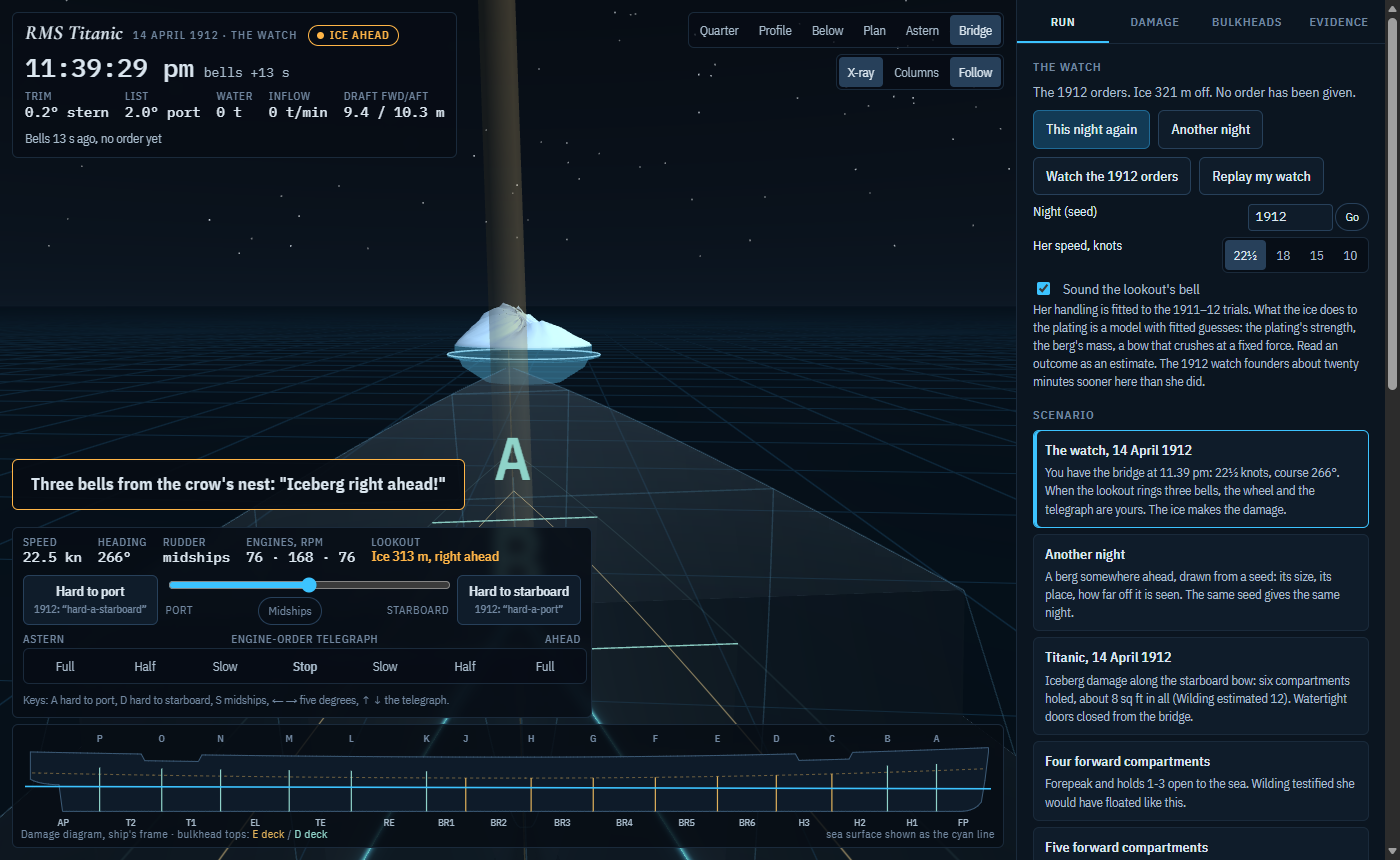 RMS Titanic 14 APRIL 1912 · THE WATCH ICE AHEAD
11:39:29 pm bells +13 s
TRIM LIST WATER INFLOW DRAFT FWD/AFT
0.2° stern 2.0° port 0 t 0 t/min 9.4 / 10.3 m
Bells 13 s ago, no order yet
Quarter Profile Below Plan Astern Bridge
X-ray Columns Follow
A
Three bells from the crow's nest: "Iceberg right ahead!"
SPEED HEADING RUDDER ENGINES, RPM LOOKOUT
22.5 kn 266° midships 76 · 168 · 76 Ice 313 m, right ahead
Hard to port
1912: "hard-a-starboard"
PORT Midships STARBOARD
Hard to starboard
1912: "hard-a-port"
ASTERN ENGINE-ORDER TELEGRAPH AHEAD
Full Half Slow Stop Slow Half Full
Keys: A hard to port, D hard to starboard, S midships, ←→ five degrees, ↑ ↓ the telegraph.
P O N M L K J H G F E D C B A
AP T2 T1 EL TE RE BR1 BR2 BR3 BR4 BR5 BR6 H3 H2 H1 FP
Damage diagram, ship's frame · bulkhead tops: E deck / D deck
sea surface shown as the cyan line
RUN DAMAGE BULKHEADS EVIDENCE
THE WATCH
The 1912 orders. Ice 321 m off. No order has been given.
This night again Another night
Watch the 1912 orders Replay my watch
Night (seed) 1912 Go
Her speed, knots 22½ 18 15 10
Sound the lookout's bell
Her handling is fitted to the 1911–12 trials. What the ice does to
the plating is a model with fitted guesses: the plating's strength,
the berg's mass, a bow that crushes at a fixed force. Read an
outcome as an estimate. The 1912 watch founders about twenty
minutes sooner here than she did.
SCENARIO
The watch, 14 April 1912
You have the bridge at 11.39 pm: 22½ knots, course 266°.
When the lookout rings three bells, the wheel and the
telegraph are yours. The ice makes the damage.
Another night
A berg somewhere ahead, drawn from a seed: its size, its
place, how far off it is seen. The same seed gives the same
night.
Titanic, 14 April 1912
Iceberg damage along the starboard bow: six compartments
holed, about 8 sq ft in all (Wilding estimated 12). Watertight
doors closed from the bridge.
Four forward compartments
Forepeak and holds 1-3 open to the sea. Wilding testified she
would have floated like this.
Five forward compartments